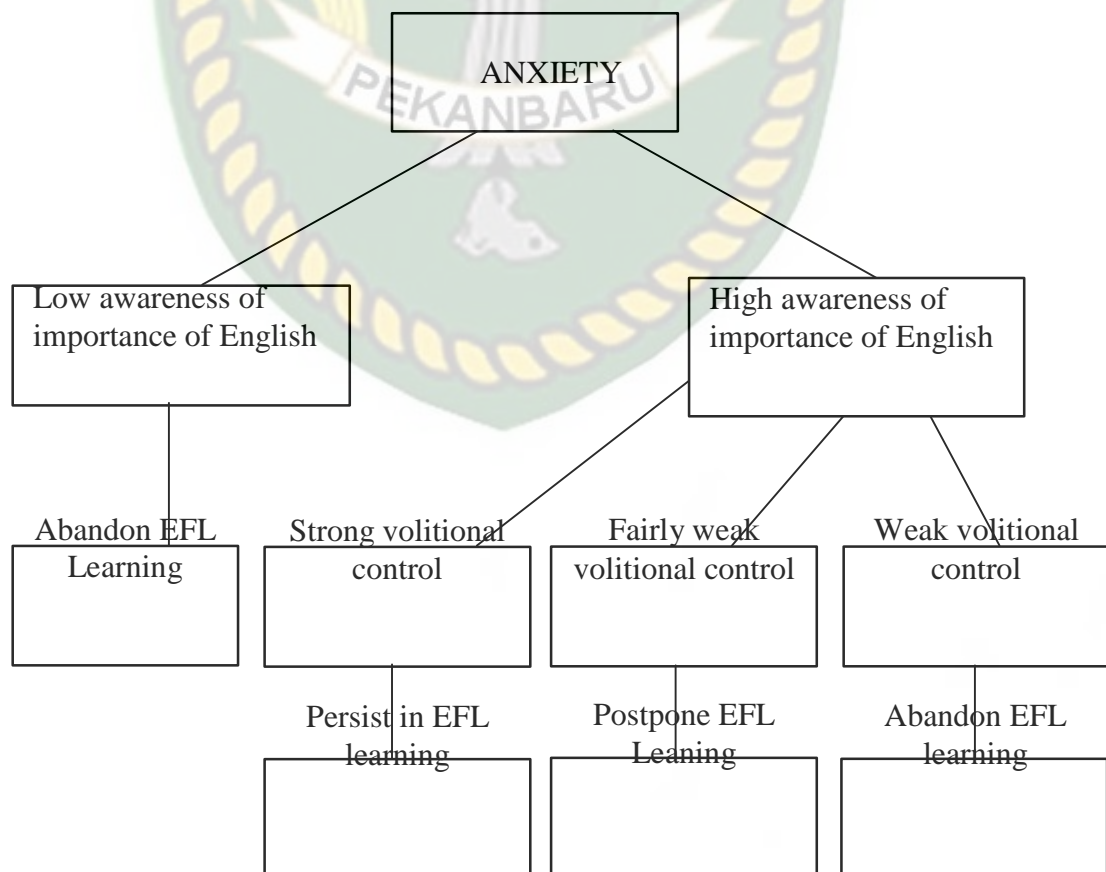 ANXIETY
PEKANBARU
Low awareness of
importance of English
High awareness of
importance of English
Abandon EFL
Learning
Strong volitional
control
Fairly weak
volitional control
Weak volitional
control
Persist in EFL
learning
Postpone EFL
Leaning
Abandon EFL
learning